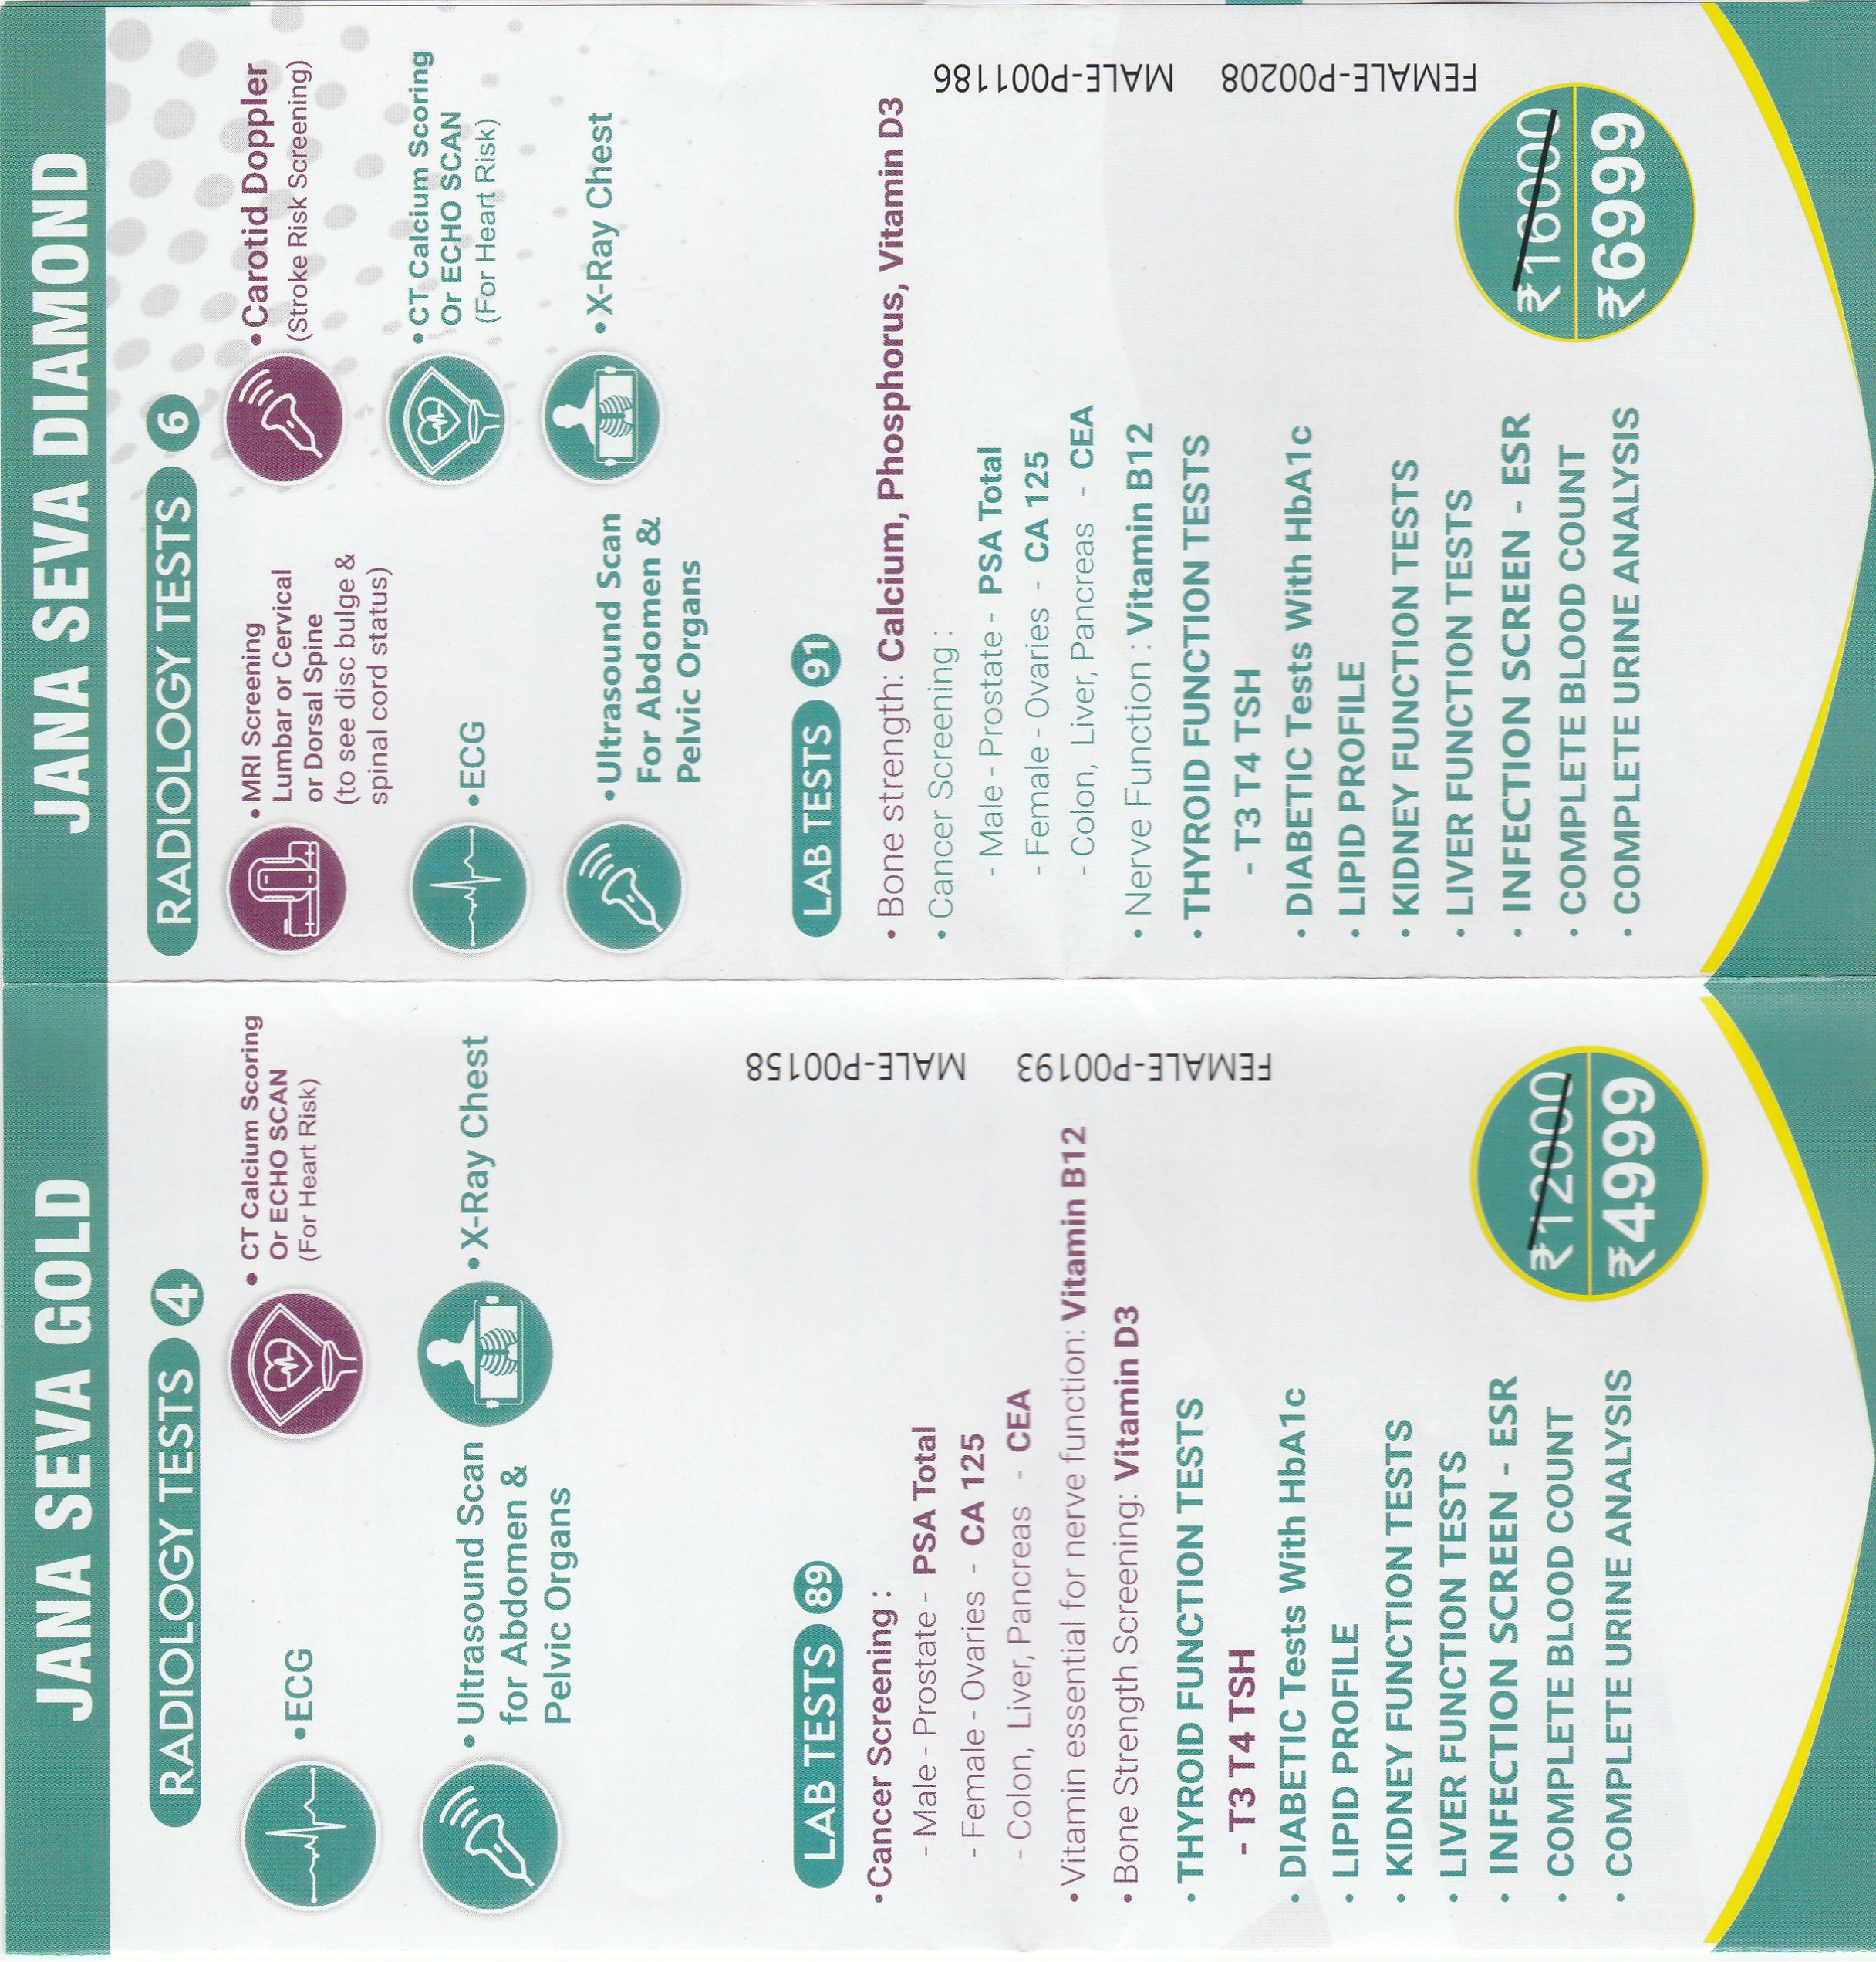 JANA SEVA GOLD
RADIOLOGY TESTS 4
•ECG
• CT Calcium Scoring
Or ECHO SCAN
(For Heart Risk)
• Ultrasound Scan
for Abdomen &
Pelvic Organs
•X-Ray Chest
LAB TESTS 89
•Cancer Screening :
- Male - Prostate - PSA Total
- Female - Ovaries - CA 125
- Colon, Liver, Pancreas - CEA
•Vitamin essential for nerve function: Vitamin B12
• Bone Strength Screening: Vitamin D3
• THYROID FUNCTION TESTS
- T3 T4 TSH
• DIABETIC Tests With HbA1c
• LIPID PROFILE
• KIDNEY FUNCTION TESTS
• LIVER FUNCTION TESTS
• INFECTION SCREEN - ESR
• COMPLETE BLOOD COUNT
• COMPLETE URINE ANALYSIS
FEMALE-P00193 MALE-P00158
₹12000
₹4999
JANA SEVA DIAMOND
RADIOLOGY TESTS 6
• MRI Screening
Lumbar or Cervical
or Dorsal Spine
(to see disc bulge &
spinal cord status)
•Carotid Doppler
(Stroke Risk Screening)
•ECG
• CT Calcium Scoring
Or ECHO SCAN
(For Heart Risk)
•Ultrasound Scan
For Abdomen &
Pelvic Organs
•X-Ray Chest
LAB TESTS 91
• Bone strength: Calcium, Phosphorus, Vitamin D3
• Cancer Screening :
- Male - Prostate - PSA Total
- Female - Ovaries - CA 125
- Colon, Liver, Pancreas - CEA
• Nerve Function : Vitamin B12
• THYROID FUNCTION TESTS
- T3 T4 TSH
• DIABETIC Tests With HbA1c
• LIPID PROFILE
• KIDNEY FUNCTION TESTS
• LIVER FUNCTION TESTS
• INFECTION SCREEN - ESR
• COMPLETE BLOOD COUNT
• COMPLETE URINE ANALYSIS
FEMALE-P00208 MALE-P001186
₹16000
₹6999